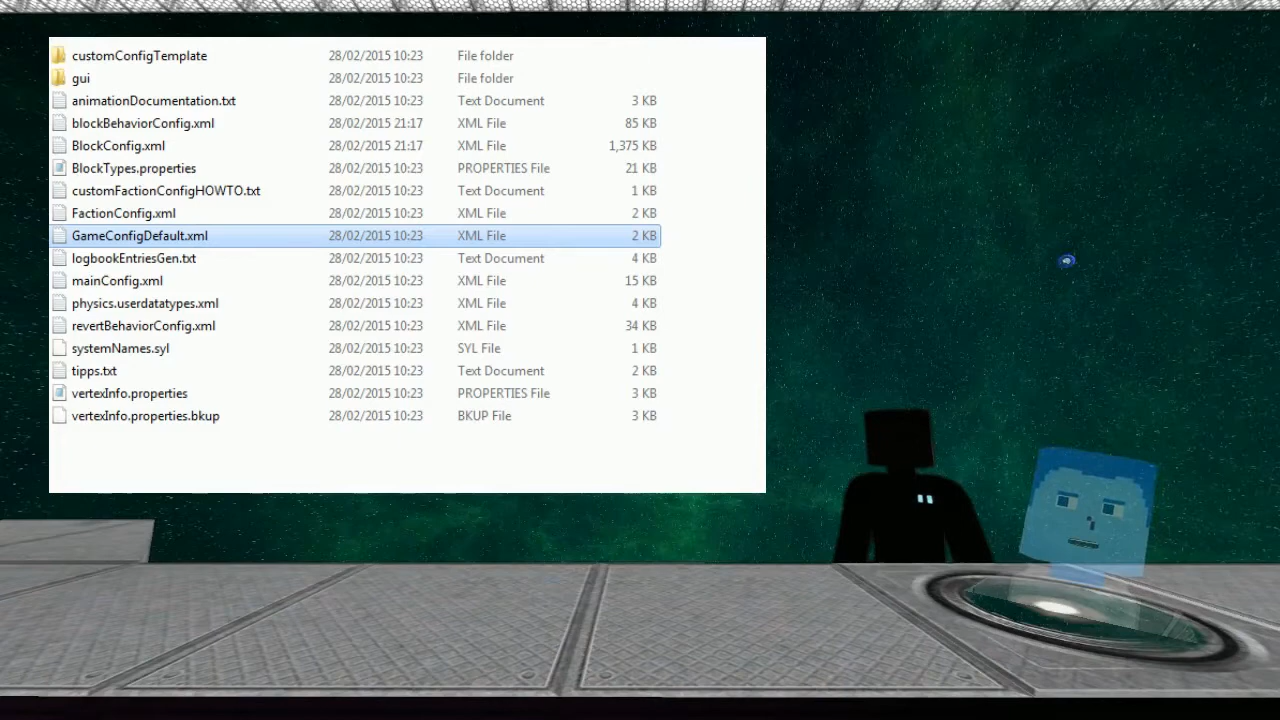 customConfigTemplate 28/02/2015 10:23 File folder
gui 28/02/2015 10:23 File folder
animationDocumentation.txt 28/02/2015 10:23 Text Document 3 KB
blockBehaviorConfig.xml 28/02/2015 21:17 XML File 85 KB
BlockConfig.xml 28/02/2015 21:17 XML File 1,375 KB
BlockTypes.properties 28/02/2015 10:23 PROPERTIES File 21 KB
customFactionConfigHOWTO.txt 28/02/2015 10:23 Text Document 1 KB
FactionConfig.xml 28/02/2015 10:23 XML File 2 KB
GameConfigDefault.xml 28/02/2015 10:23 XML File 2 KB
logbookEntriesGen.txt 28/02/2015 10:23 Text Document 4 KB
mainConfig.xml 28/02/2015 10:23 XML File 15 KB
physics.userdatatypes.xml 28/02/2015 10:23 XML File 4 KB
revertBehaviorConfig.xml 28/02/2015 10:23 XML File 34 KB
systemNames.syl 28/02/2015 10:23 SYL File 1 KB
tipps.txt 28/02/2015 10:23 Text Document 2 KB
vertexInfo.properties 28/02/2015 10:23 PROPERTIES File 3 KB
vertexInfo.properties.bkup 28/02/2015 10:23 BKUP File 3 KB